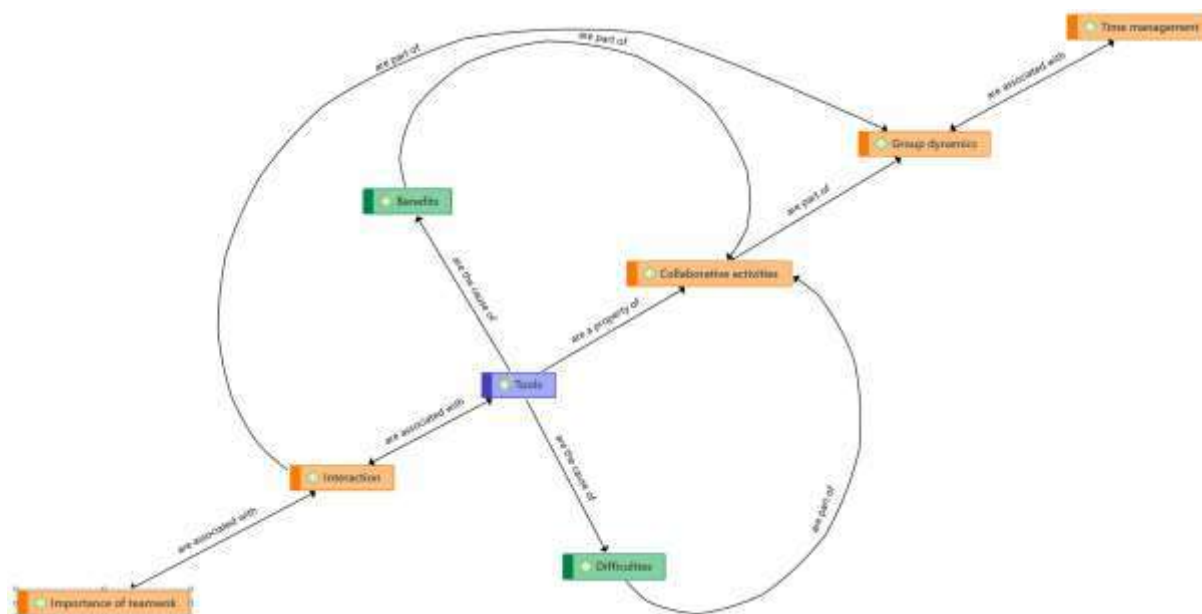 Time management
are part of
are part of
are associated with
Group dynamics
are part of
Benefits
are the cause of
Collaborative activities
are a property of
Tools
are associated with
are the cause of
Interaction
are part of
are associated with
Difficulties
Importance of teamwork